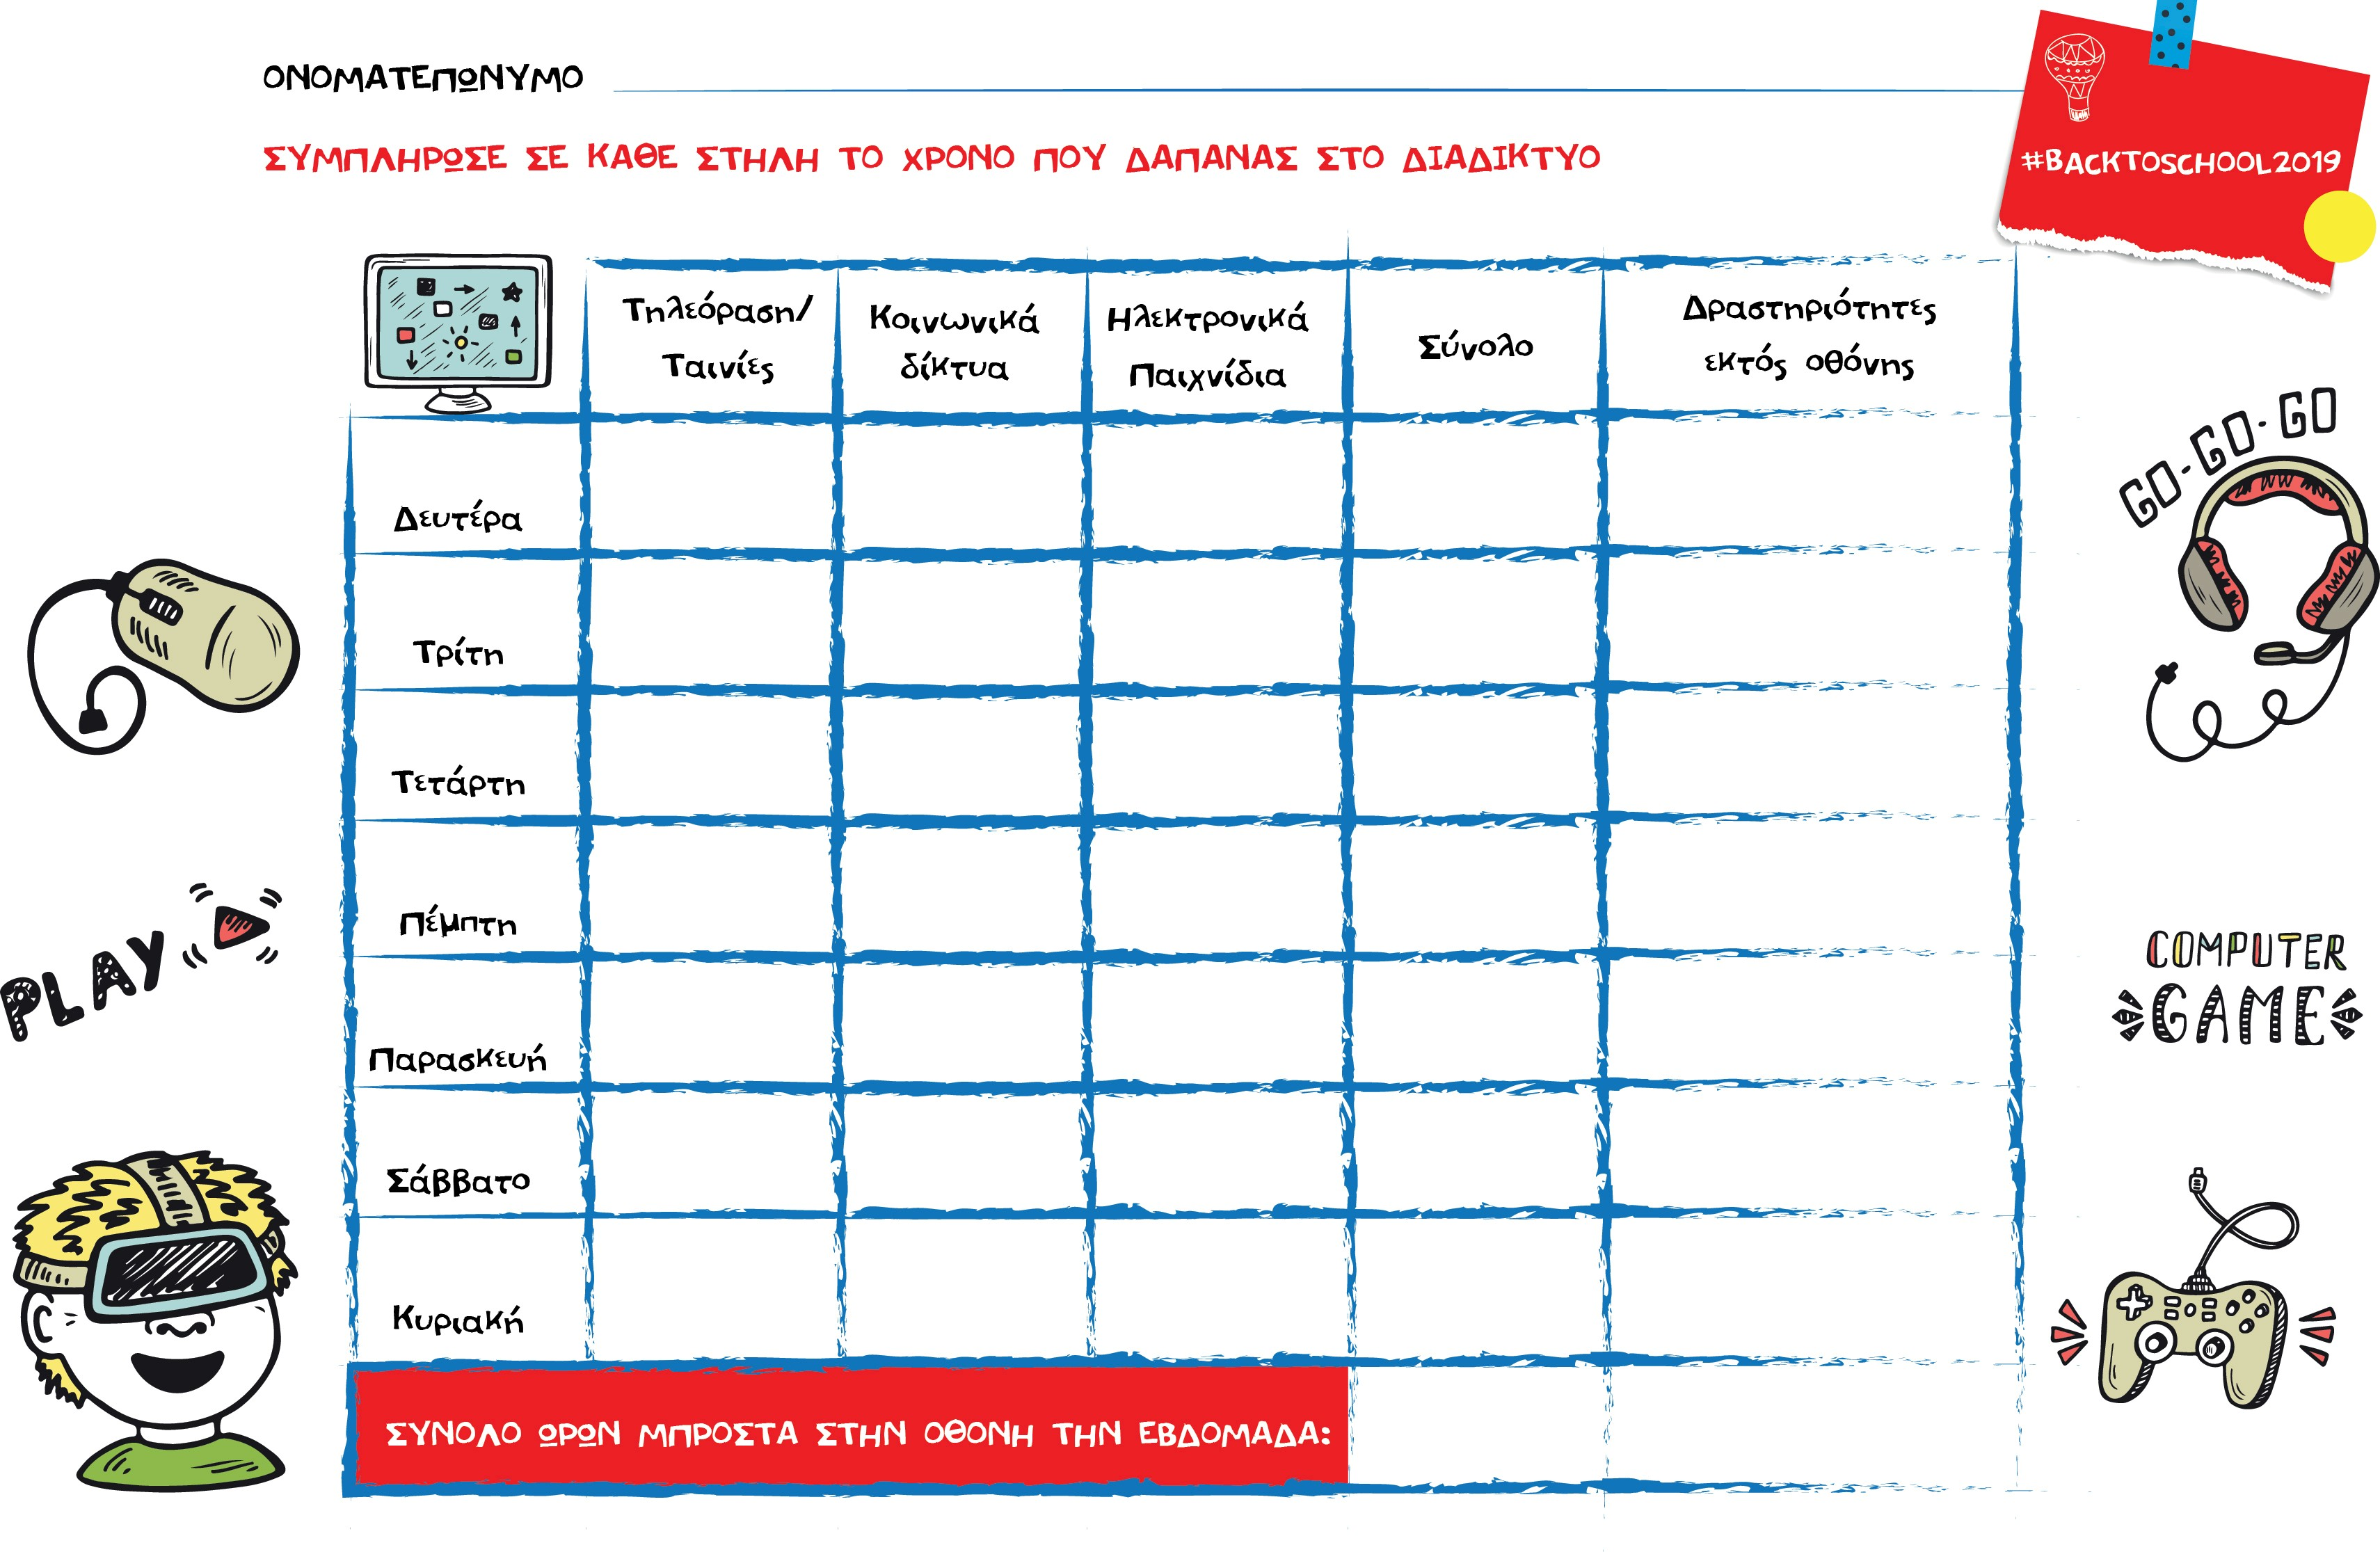 ΟΝΟΜΑΤΕΠΩΝΥΜΟ
ΣΥΜΠΛΗΡΩΣΕ ΣΕ ΚΑΘΕ ΣΤΗΛΗ ΤΟ ΧΡΟΝΟ ΠΟΥ ΔΑΠΑΝΑΣ ΣΤΟ ΔΙΑΔΙΚΤΥΟ
#BACKTOSCHOOL2019
Τηλεόραση/
Ταινίες
Κοινωνικά
δίκτυα
Ηλεκτρονικά
Παιχνίδια
Σύνολο
Δραστηριότητες
εκτός οθόνης
GO-GO-GO
Δευτέρα
Τρίτη
Τετάρτη
Πέμπτη
PLAY
COMPUTER
GAME
Παρασκευή
Σάββατο
Κυριακή
ΣΥΝΟΛΟ ΩΡΩΝ ΜΠΡΟΣΤΑ ΣΤΗΝ ΟΘΟΝΗ ΤΗΝ ΕΒΔΟΜΑΔΑ: